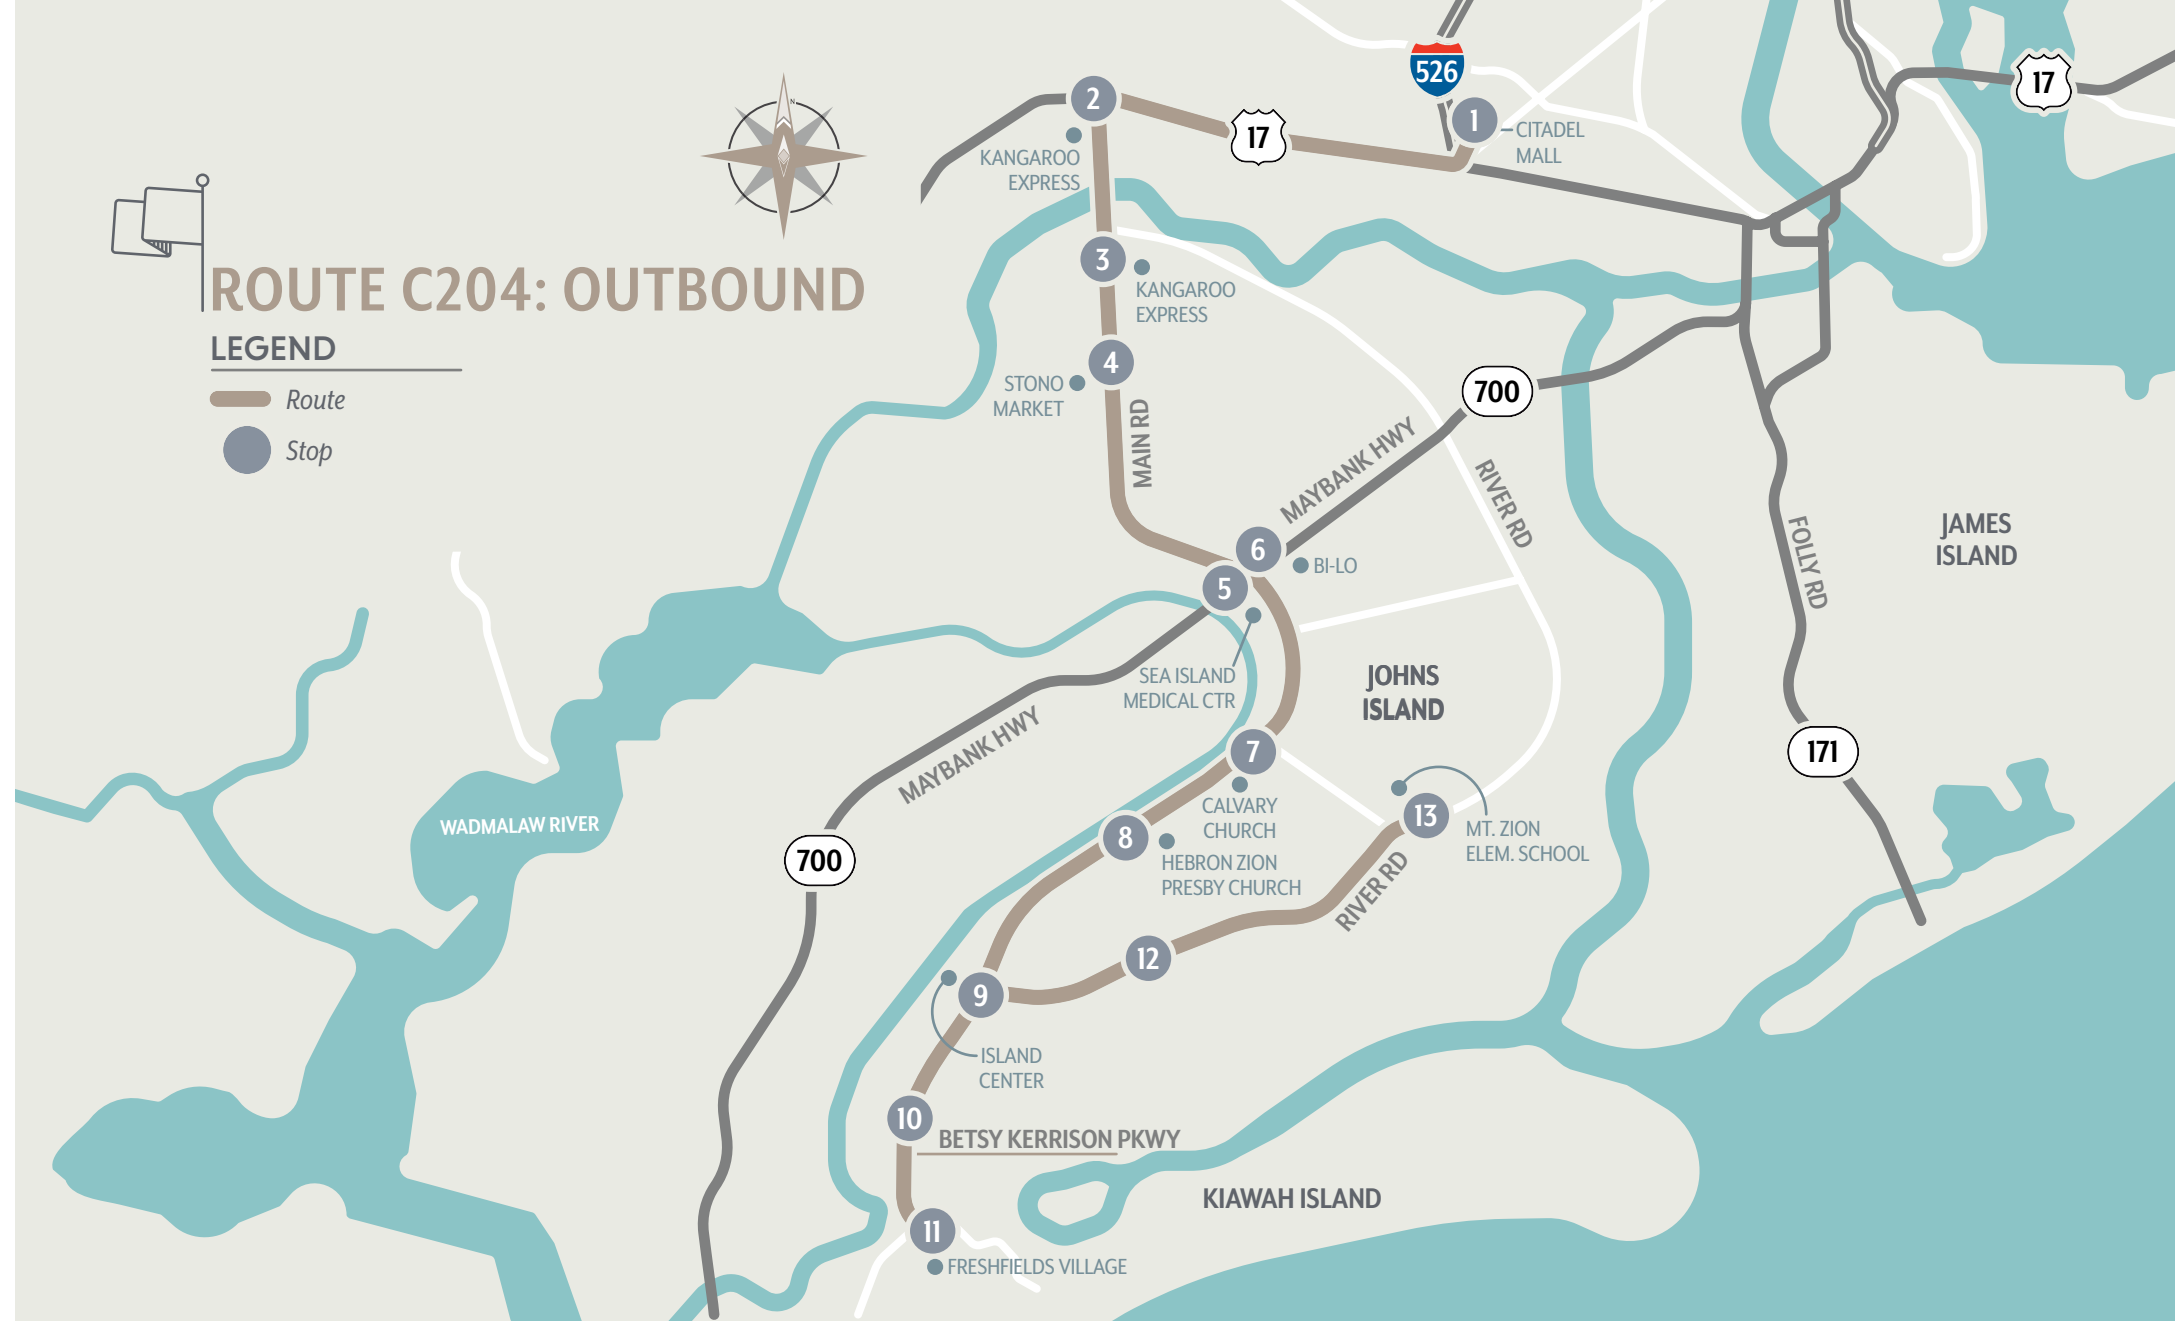 526
17
2
1
CITADEL
MALL
17
N
KANGAROO
EXPRESS
3
KANGAROO
EXPRESS
ROUTE C204: OUTBOUND
LEGEND
Route
Stop
4
STONO
MARKET
MAIN RD
700
MAYBANK HWY
RIVER RD
JAMES
ISLAND
FOLLY RD
6
BI-LO
5
SEA ISLAND
MEDICAL CTR
JOHNS
ISLAND
MAYBANK HWY
7
171
CALVARY
CHURCH
13
MT. ZION
ELEM. SCHOOL
WADMALAW RIVER
8
HEBRON ZION
PRESBY CHURCH
700
RIVER RD
12
9
ISLAND
CENTER
10
BETSY KERRISON PKWY
KIAWAH ISLAND
11
FRESHFIELDS VILLAGE